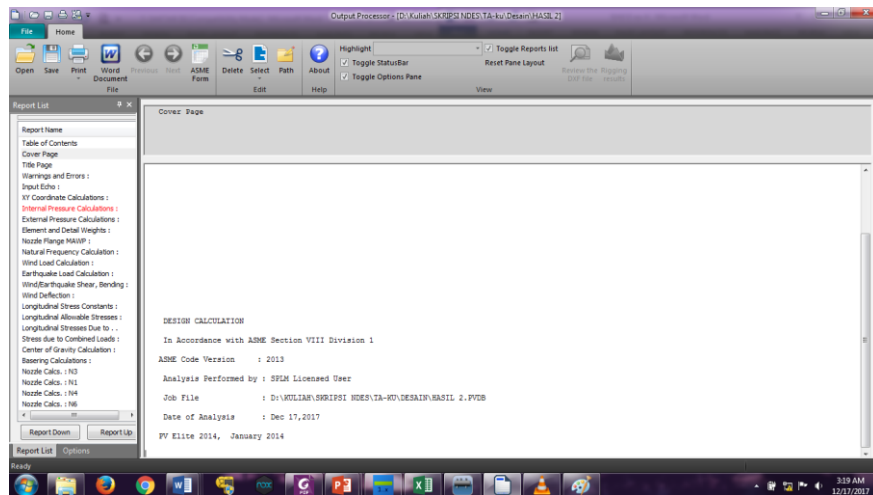 Output Processor - [D:\Kuliah\SKRIPSI NDES\TA-ku\Desain\HASIL 2]
File Home
Open Save Print Word Document Previous Next ASME Form Delete Select Path About
Highlight
Toggle StatusBar
Toggle Options Pane
Toggle Reports list
Reset Pane Layout
Review the DXF file
Rigging results
File Edit Help View
Report List
Report Name
Table of Contents
Cover Page
Title Page
Warnings and Errors :
Input Echo :
XY Coordinate Calculations :
Internal Pressure Calculations :
External Pressure Calculations :
Element and Detail Weights :
Nozzle Flange MAWP :
Natural Frequency Calculation :
Wind Load Calculation :
Earthquake Load Calculation :
Wind/Earthquake Shear, Bending :
Wind Deflection :
Longitudinal Stress Constants :
Longitudinal Allowable Stresses :
Longitudinal Stresses Due to . .
Stress due to Combined Loads :
Center of Gravity Calculation :
Basering Calculations :
Nozzle Calcs. : N3
Nozzle Calcs. : N1
Nozzle Calcs. : N4
Nozzle Calcs. : N6
Report Down Report Up
Report List Options
Ready
Cover Page
DESIGN CALCULATION
In Accordance with ASME Section VIII Division 1
ASME Code Version : 2013
Analysis Performed by : SPLM Licensed User
Job File : D:\KULIAH\SKRIPSI NDES\TA-KU\DESAIN\HASIL 2.PVDB
Date of Analysis : Dec 17,2017
PV Elite 2014, January 2014
3:19 AM
12/17/2017